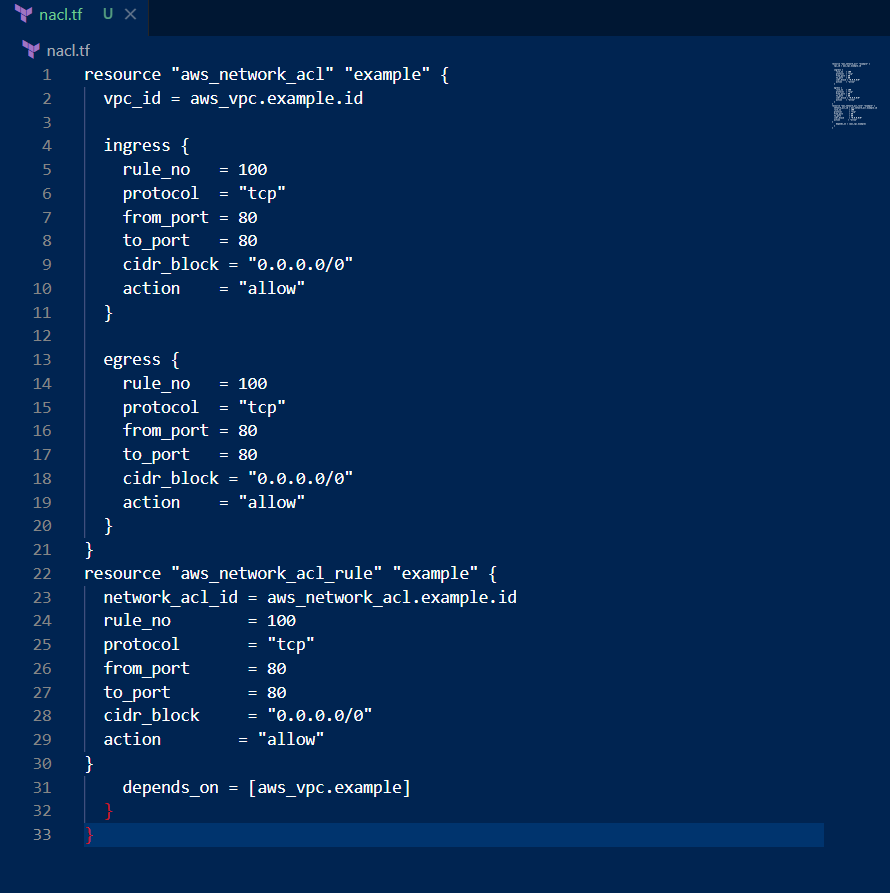 nacl.tf U
nacl.tf
1 resource "aws_network_acl" "example" {
2   vpc_id = aws_vpc.example.id
3
4   ingress {
5     rule_no   = 100
6     protocol  = "tcp"
7     from_port = 80
8     to_port   = 80
9     cidr_block = "0.0.0.0/0"
10     action    = "allow"
11   }
12
13   egress {
14     rule_no   = 100
15     protocol  = "tcp"
16     from_port = 80
17     to_port   = 80
18     cidr_block = "0.0.0.0/0"
19     action    = "allow"
20   }
21 }
22 resource "aws_network_acl_rule" "example" {
23   network_acl_id = aws_network_acl.example.id
24   rule_no        = 100
25   protocol       = "tcp"
26   from_port      = 80
27   to_port        = 80
28   cidr_block     = "0.0.0.0/0"
29   action        = "allow"
30 }
31     depends_on = [aws_vpc.example]
32   }
33 }